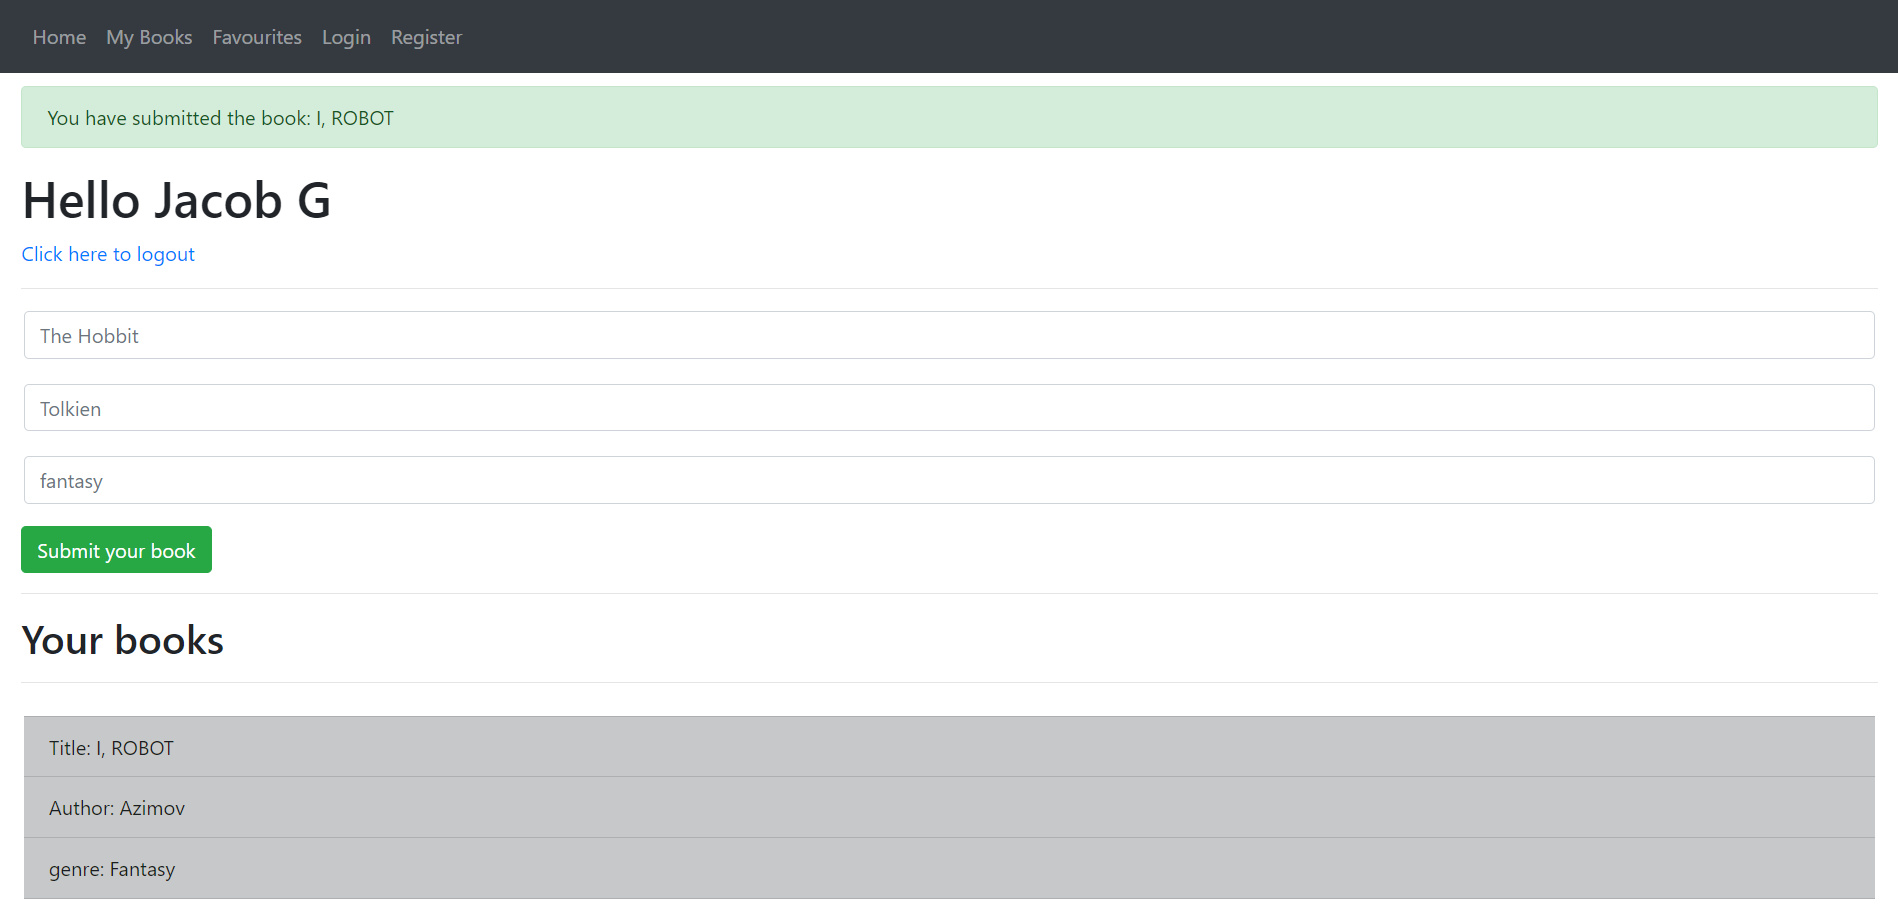 Home My Books Favourites Login Register
You have submitted the book: I, ROBOT
Hello Jacob G
Click here to logout
The Hobbit
Tolkien
fantasy
Submit your book
Your books
Title: I, ROBOT
Author: Azimov
genre: Fantasy